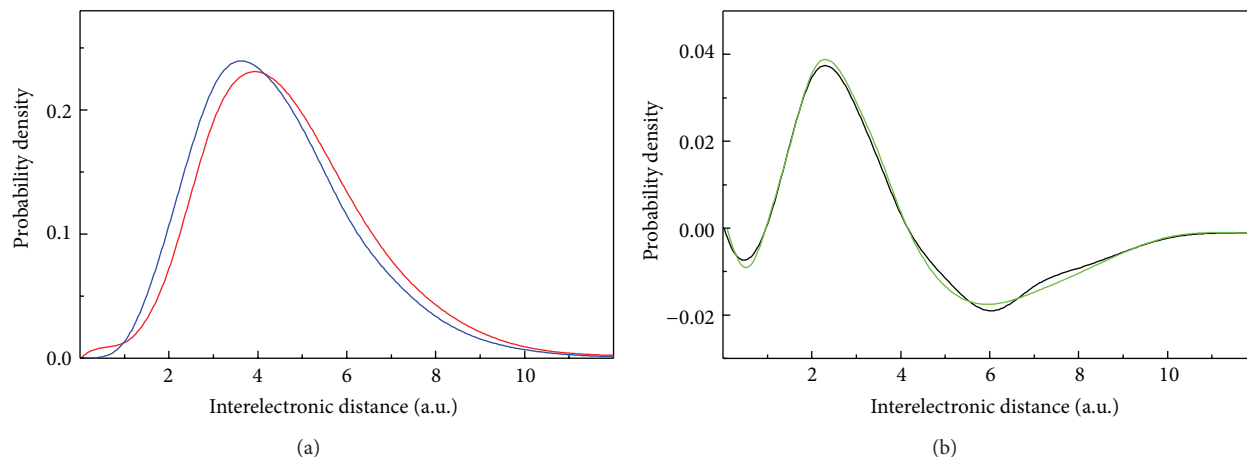 Probability density
0.2
0.1
0.0
2
4
6
8
10
Interelectronic distance (a.u.)
(a)
Probability density
0.04
0.02
0.00
−0.02
2
4
6
8
10
Interelectronic distance (a.u.)
(b)